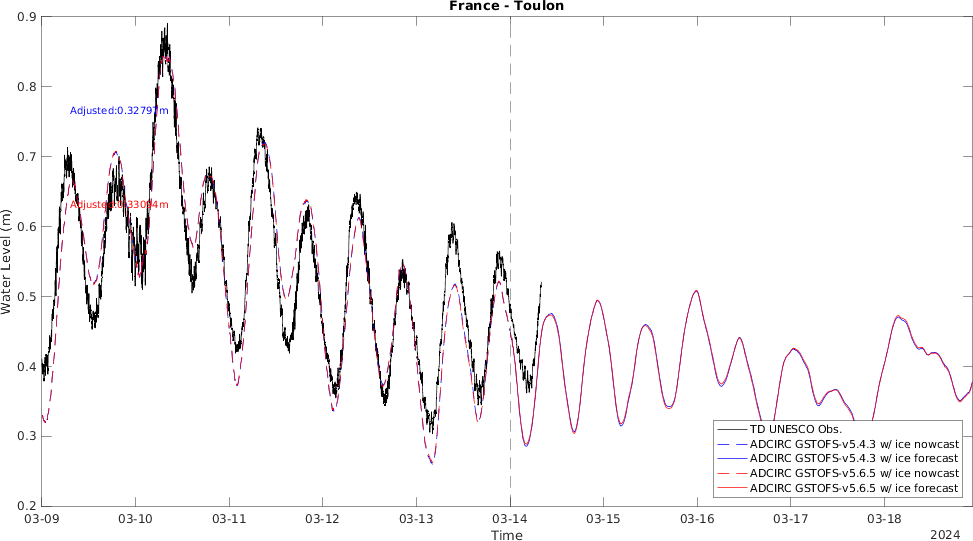 France - Toulon
0.9
0.8
0.7
0.6
0.5
0.4
0.3
0.2
Water Level (m)
Adjusted:0.32797m
Adjusted:0.33094m
TD UNESCO Obs.
ADCIRC GSTOFS-v5.4.3 w/ ice nowcast
ADCIRC GSTOFS-v5.4.3 w/ ice forecast
ADCIRC GSTOFS-v5.6.5 w/ ice nowcast
ADCIRC GSTOFS-v5.6.5 w/ ice forecast
03-09 03-10 03-11 03-12 03-13 03-14 03-15 03-16 03-17 03-18
Time
2024